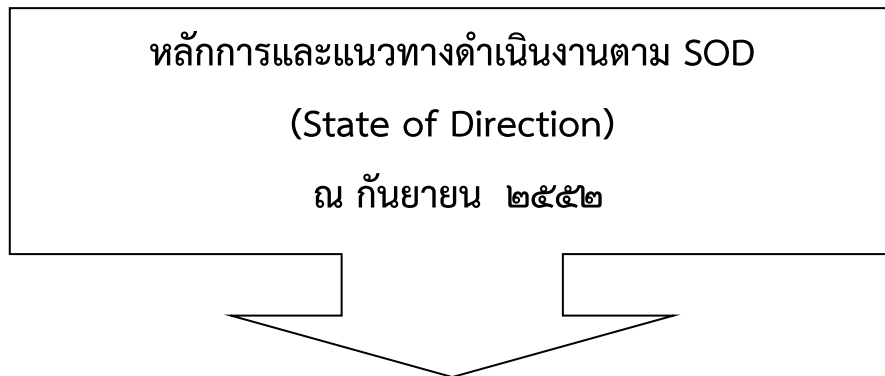 หลักการและแนวทางดำเนินงานตาม SOD
(State of Direction)
ณ กันยายน ๒๕๕๒